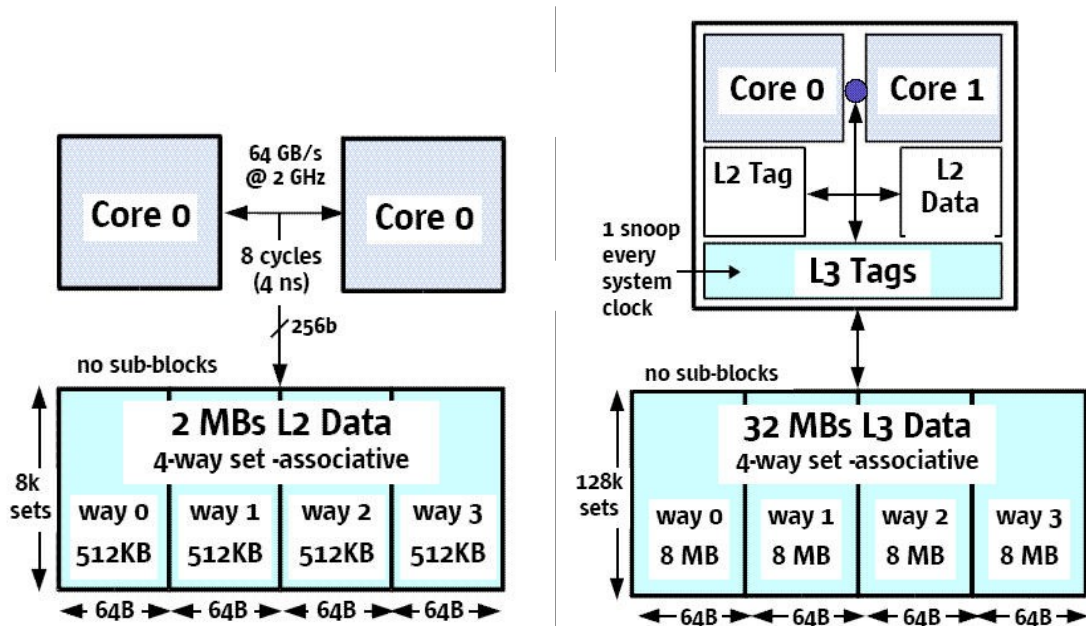 64 GB/s
@ 2 GHz
Core 0
Core 0
8 cycles
(4 ns)
256b
no sub-blocks
2 MBs L2 Data
4-way set -associative
8k
sets
way 0
way 1
way 2
way 3
512KB
512KB
512KB
512KB
64B
64B
64B
64B
Core 0
Core 1
L2 Tag
L2
Data
1 snoop
every
system
clock
L3 Tags
no sub-blocks
32 MBs L3 Data
4-way set -associative
128k
sets
way 0
way 1
way 2
way 3
8 MB
8 MB
8 MB
8 MB
64B
64B
64B
64B